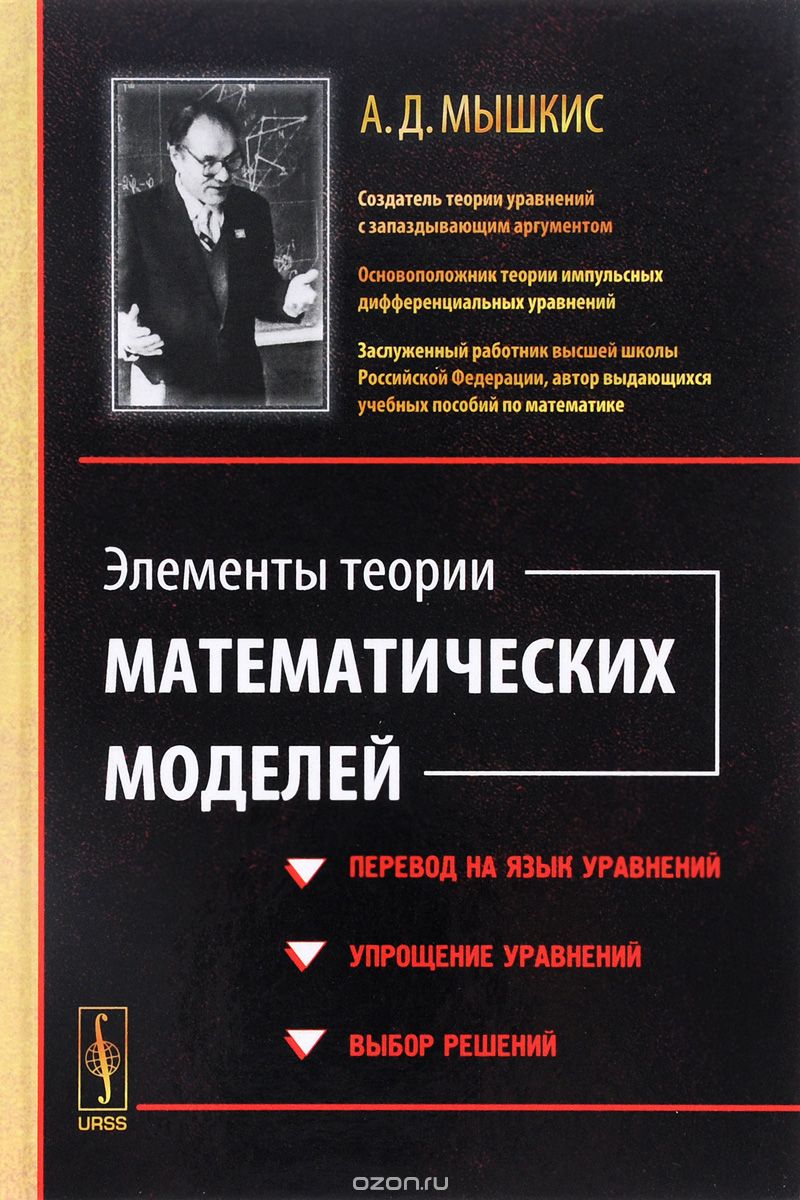 А. Д. МЫШКИС
Создатель теории уравнений
с запаздывающим аргументом
Основоположник теории импульсных
дифференциальных уравнений
Заслуженный работник высшей школы
Российской Федерации, автор выдающихся
учебных пособий по математике
Элементы теории
МАТЕМАТИЧЕСКИХ
МОДЕЛЕЙ
ПЕРЕВОД НА ЯЗЫК УРАВНЕНИЙ
УПРОЩЕНИЕ УРАВНЕНИЙ
ВЫБОР РЕШЕНИЙ
URSS
ozon.ru